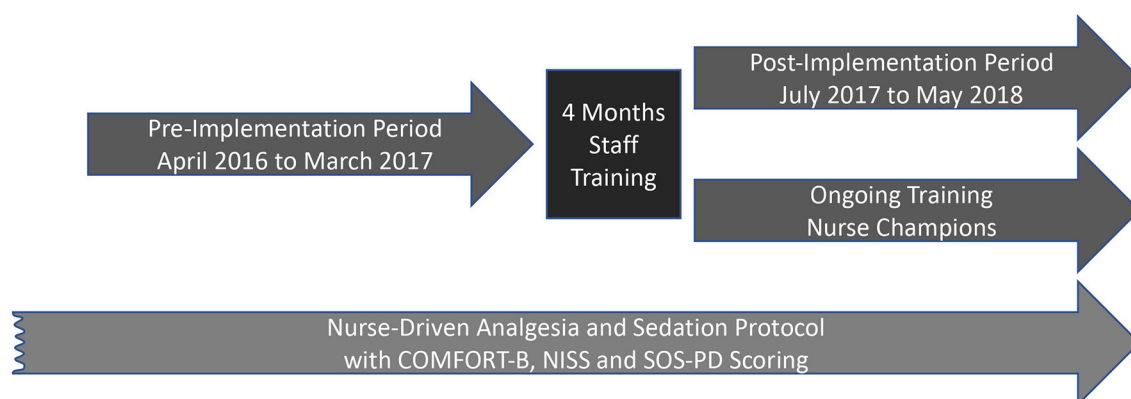 Pre-Implementation Period
April 2016 to March 2017
4 Months
Staff
Training
Post-Implementation Period
July 2017 to May 2018
Ongoing Training
Nurse Champions
Nurse-Driven Analgesia and Sedation Protocol
with COMFORT-B, NISS and SOS-PD Scoring